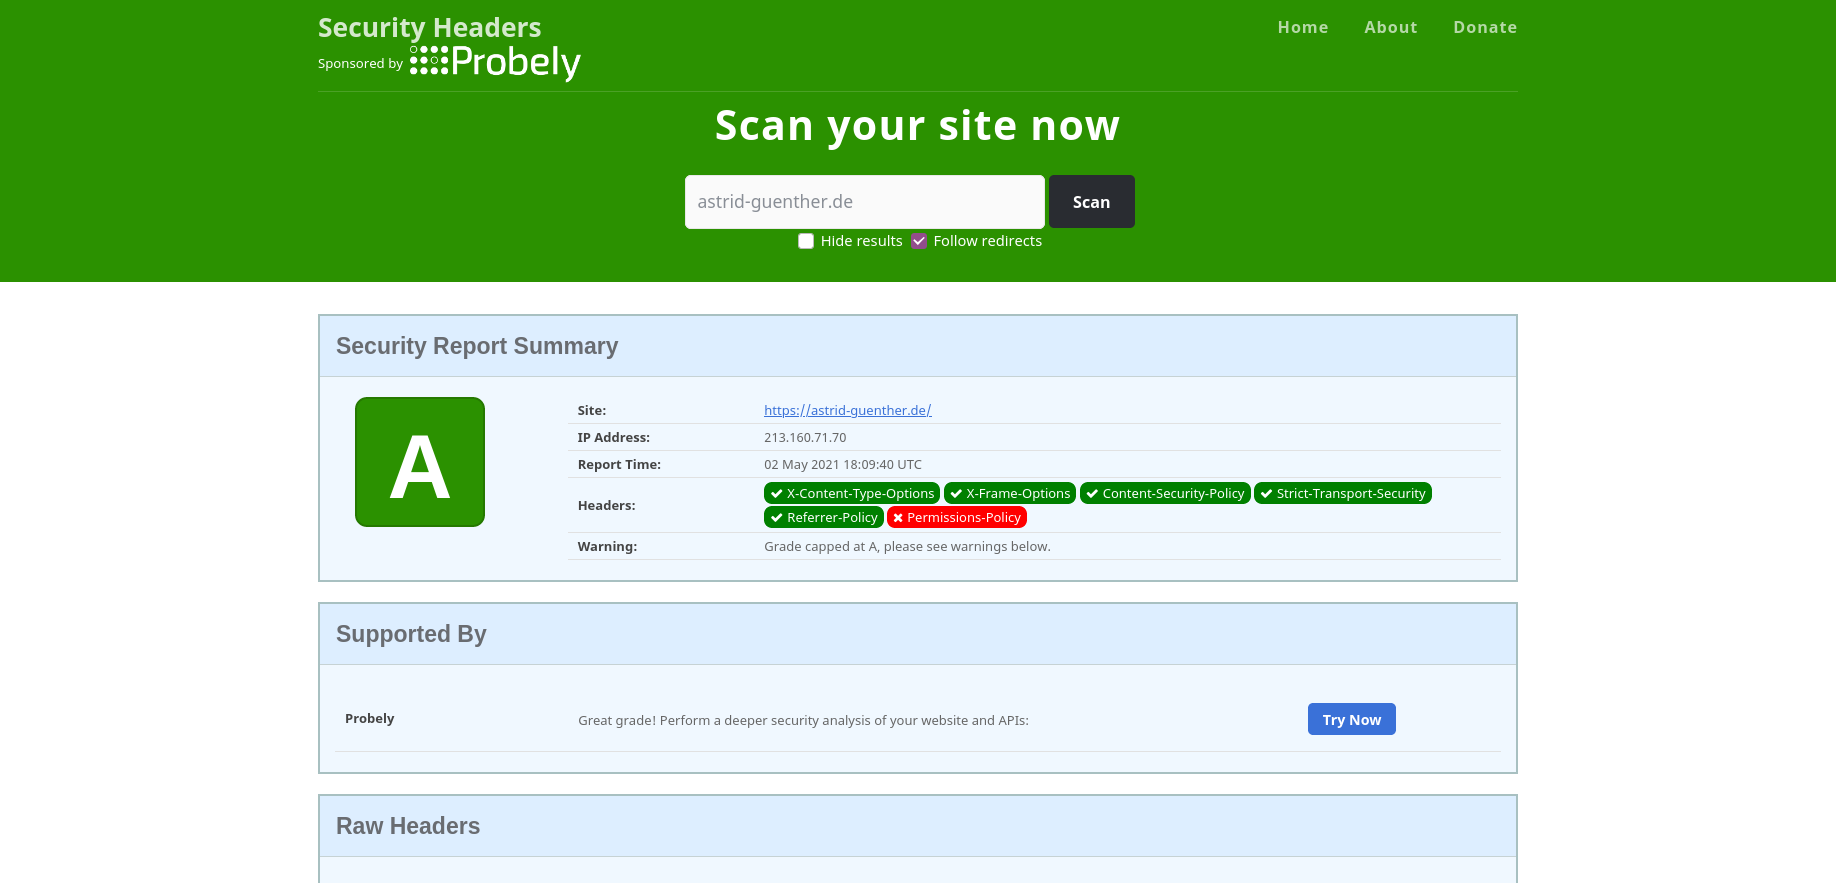 Security Headers
Home About Donate
Sponsored by Probely
Scan your site now
astrid-guenther.de Scan
Hide results Follow redirects
Security Report Summary
A
Site: https://astrid-guenther.de/
IP Address: 213.160.71.70
Report Time: 02 May 2021 18:09:40 UTC
Headers: X-Content-Type-Options X-Frame-Options Content-Security-Policy Strict-Transport-Security
Referrer-Policy Permissions-Policy
Warning: Grade capped at A, please see warnings below.
Supported By
Probely Great grade! Perform a deeper security analysis of your website and APIs: Try Now
Raw Headers